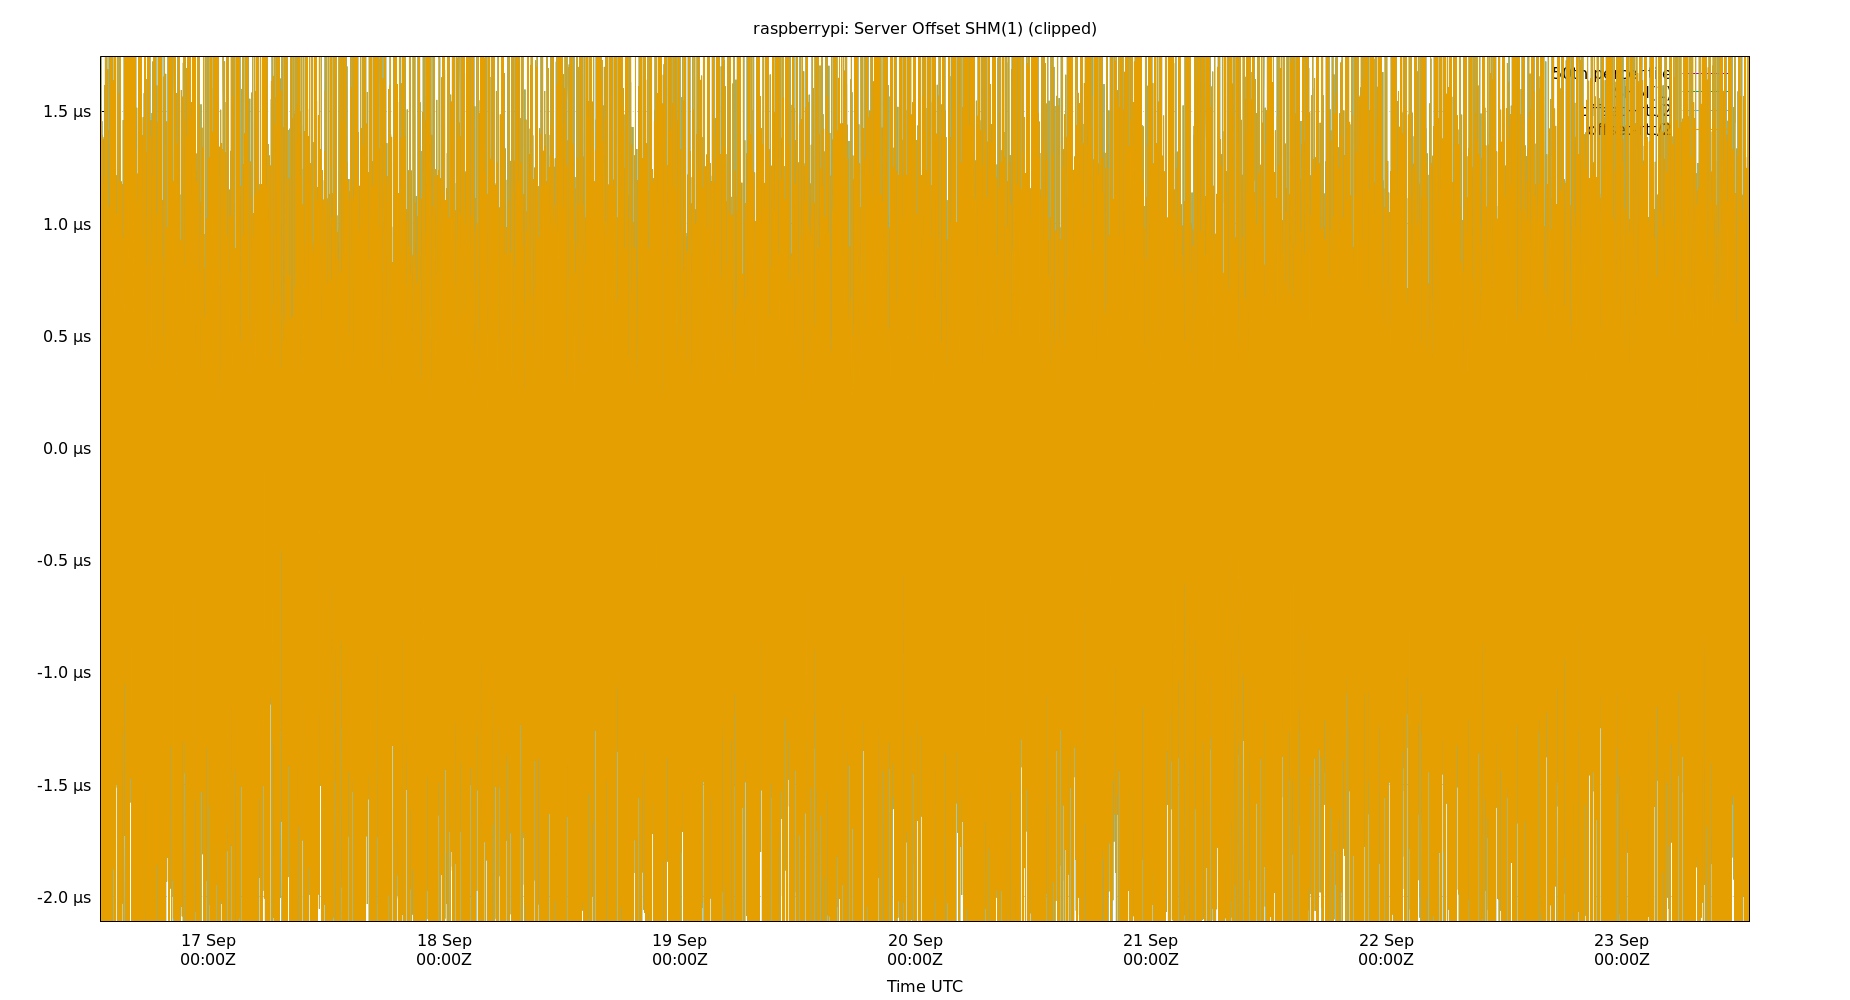 raspberrypi: Server Offset SHM(1) (clipped)
50th percentile
1.5 µs
1.0 µs
0.5 µs
0.0 µs
-0.5 µs
-1.0 µs
-1.5 µs
-2.0 µs
17 Sep 18 Sep 19 Sep 20 Sep 21 Sep 22 Sep 23 Sep
00:00Z 00:00Z 00:00Z 00:00Z 00:00Z 00:00Z 00:00Z
Time UTC